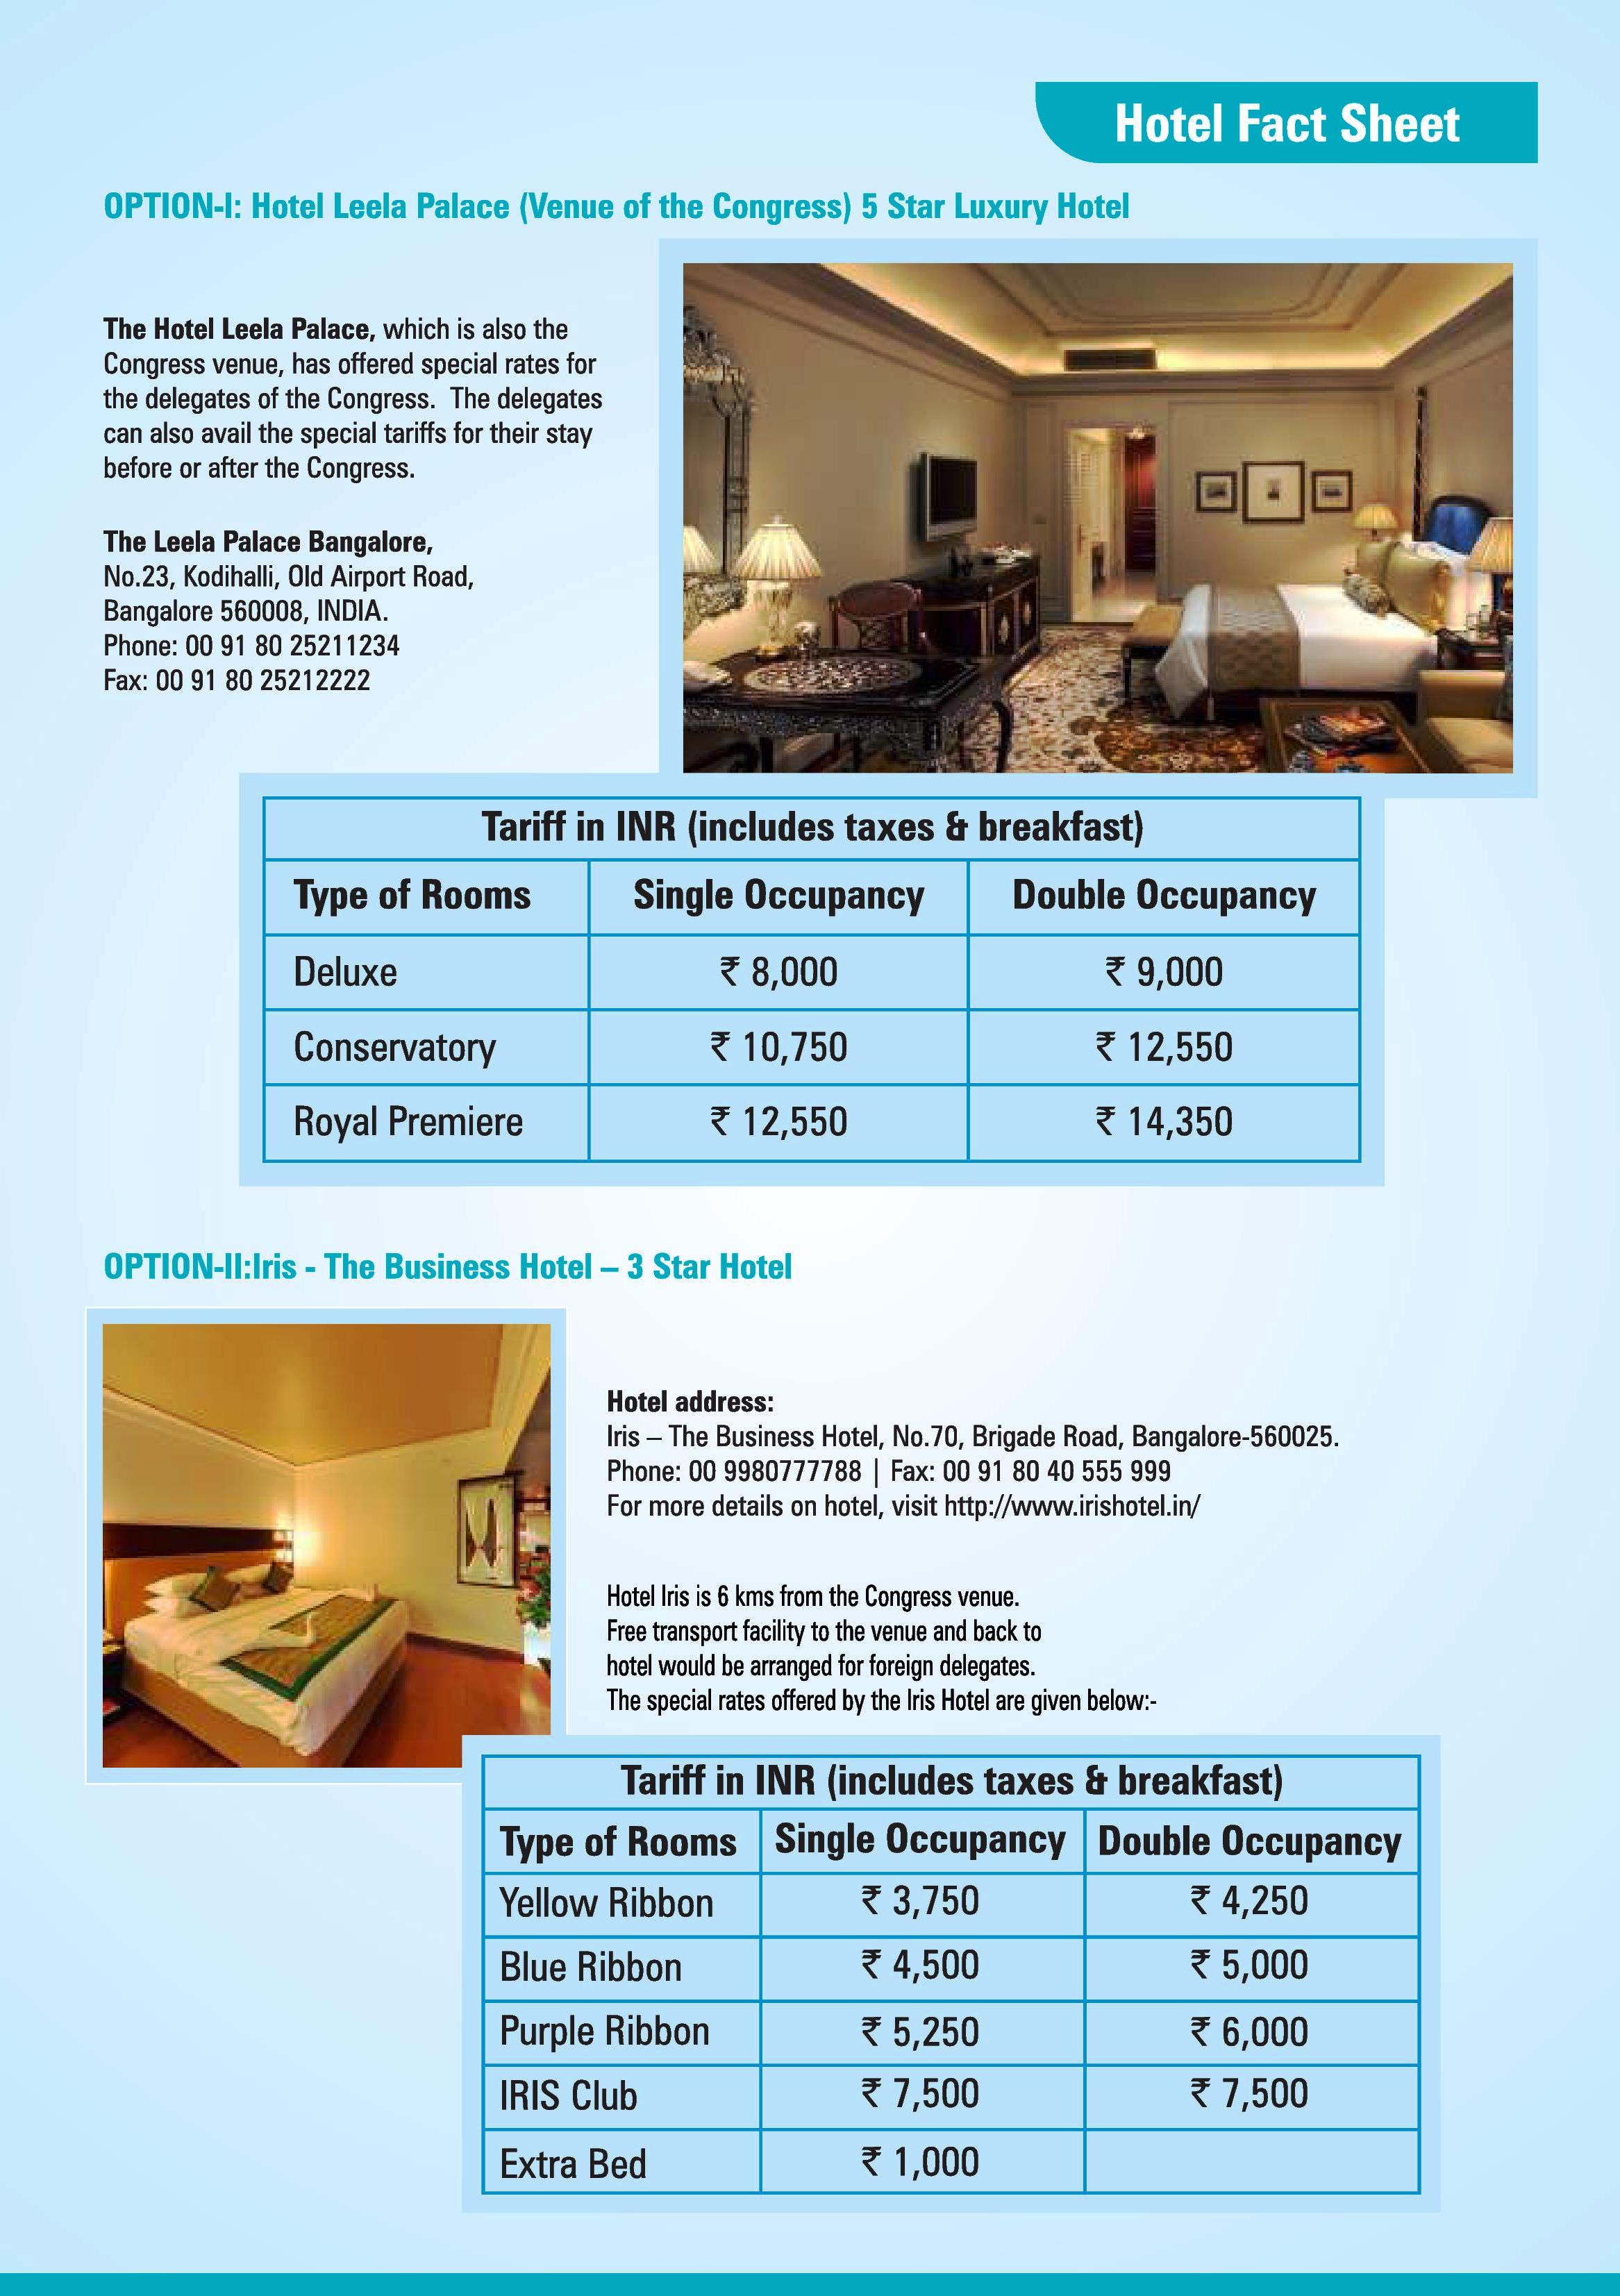 Hotel Fact Sheet
OPTION-I: Hotel Leela Palace (Venue of the Congress) 5 Star Luxury Hotel
The Hotel Leela Palace, which is also the
Congress venue, has offered special rates for
the delegates of the Congress.  The delegates
can also avail the special tariffs for their stay
before or after the Congress.
The Leela Palace Bangalore,
No.23, Kodihalli, Old Airport Road,
Bangalore 560008, INDIA.
Phone: 00 91 80 25211234
Fax: 00 91 80 25212222
Tariff in INR (includes taxes & breakfast)
Type of Rooms Single Occupancy Double Occupancy
Deluxe ₹ 8,000 ₹ 9,000
Conservatory ₹ 10,750 ₹ 12,550
Royal Premiere ₹ 12,550 ₹ 14,350
OPTION-II:Iris - The Business Hotel – 3 Star Hotel
Hotel address:
Iris – The Business Hotel, No.70, Brigade Road, Bangalore-560025.
Phone: 00 9980777788 | Fax: 00 91 80 40 555 999
For more details on hotel, visit http://www.irishotel.in/
Hotel Iris is 6 kms from the Congress venue.
Free transport facility to the venue and back to
hotel would be arranged for foreign delegates.
The special rates offered by the Iris Hotel are given below:-
Tariff in INR (includes taxes & breakfast)
Type of Rooms Single Occupancy Double Occupancy
Yellow Ribbon ₹ 3,750 ₹ 4,250
Blue Ribbon ₹ 4,500 ₹ 5,000
Purple Ribbon ₹ 5,250 ₹ 6,000
IRIS Club ₹ 7,500 ₹ 7,500
Extra Bed ₹ 1,000